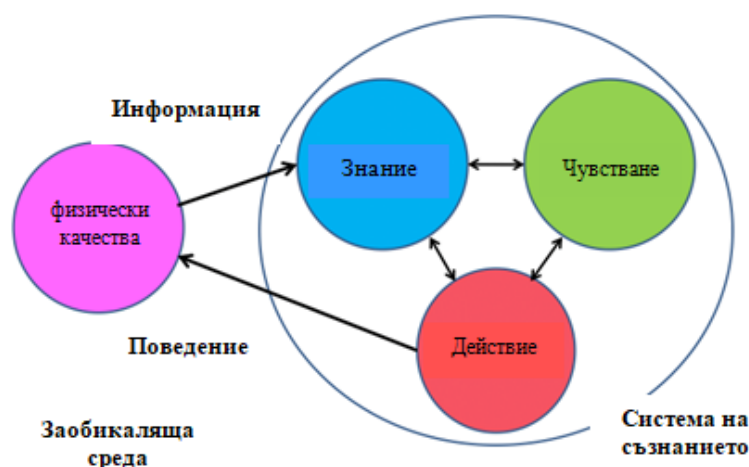 Информация
Знание
Чувстване
физически
качества
Действие
Поведение
Заобикаляща
среда
Система на
съзнанието